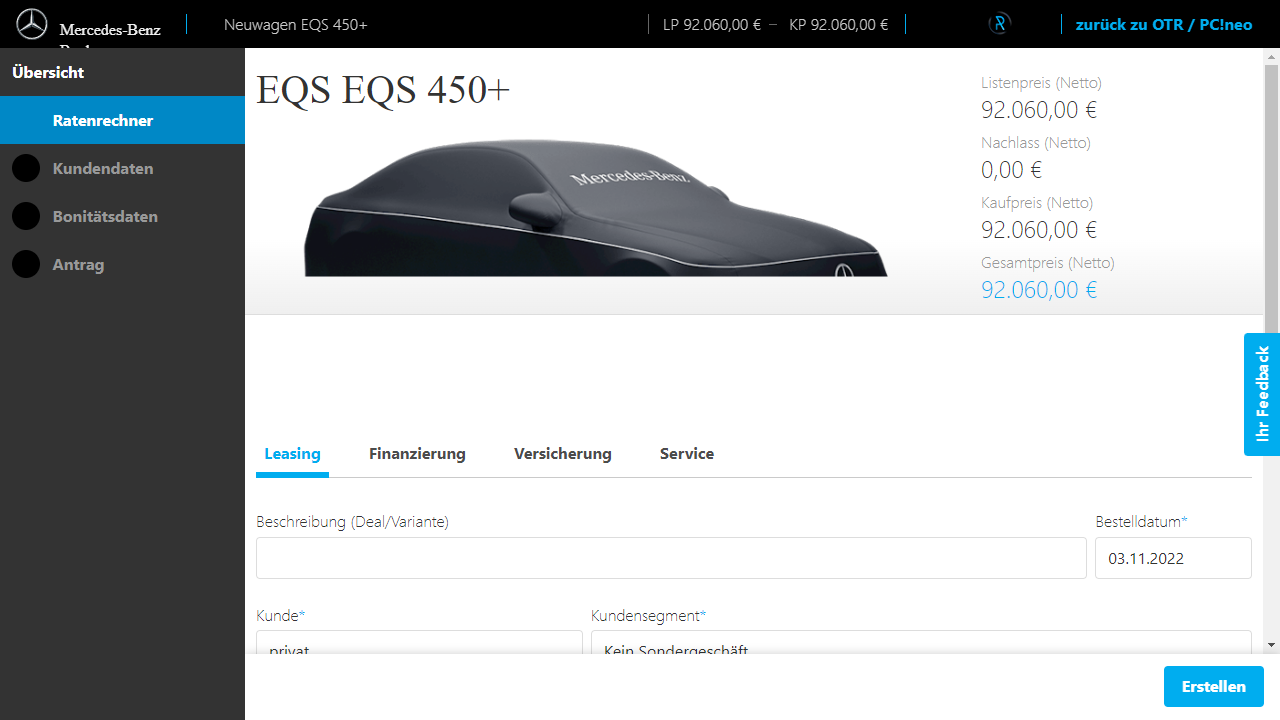 Mercedes-Benz
Neuwagen EQS 450+
LP 92.060,00 € – KP 92.060,00 €
zurück zu OTR / PC!neo
Übersicht
Ratenrechner
Kundendaten
Bonitätsdaten
Antrag
EQS EQS 450+
Mercedes-Benz
Listenpreis (Netto)
92.060,00 €
Nachlass (Netto)
0,00 €
Kaufpreis (Netto)
92.060,00 €
Gesamtpreis (Netto)
92.060,00 €
Ihr Feedback
Leasing Finanzierung Versicherung Service
Beschreibung (Deal/Variante) Bestelldatum*
03.11.2022
Kunde* Kundensegment*
privat Kein Sondergeschäft
Erstellen